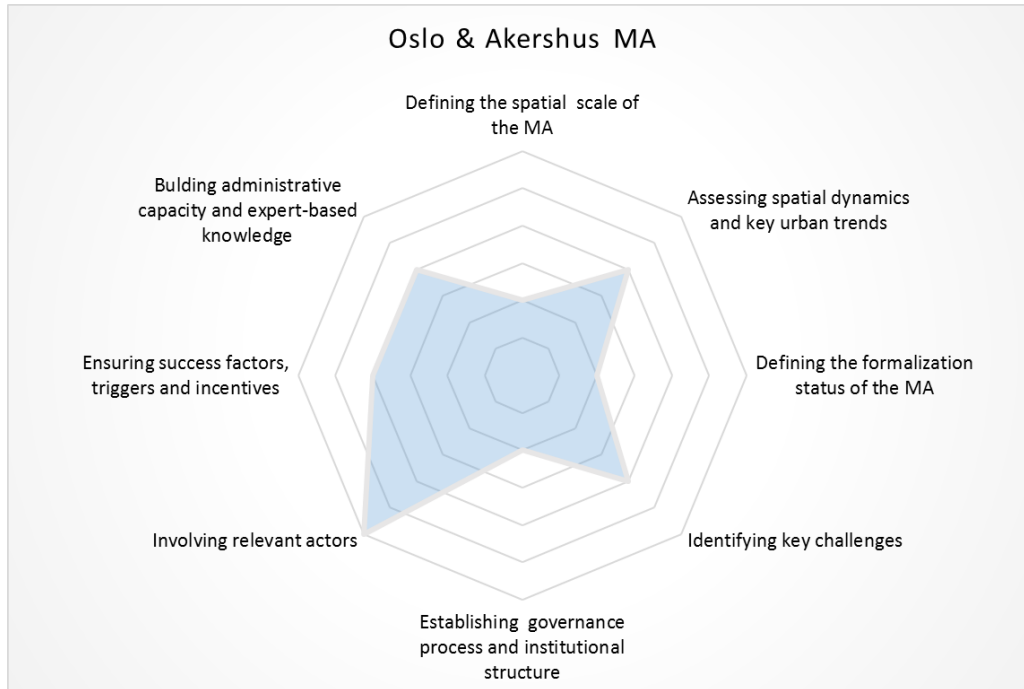 Oslo & Akershus MA
Defining the spatial scale of
the MA
Assessing spatial dynamics
and key urban trends
Defining the formalization
status of the MA
Identifying key challenges
Establishing governance
process and institutional
structure
Involving relevant actors
Ensuring success factors,
triggers and incentives
Bulding administrative
capacity and expert-based
knowledge